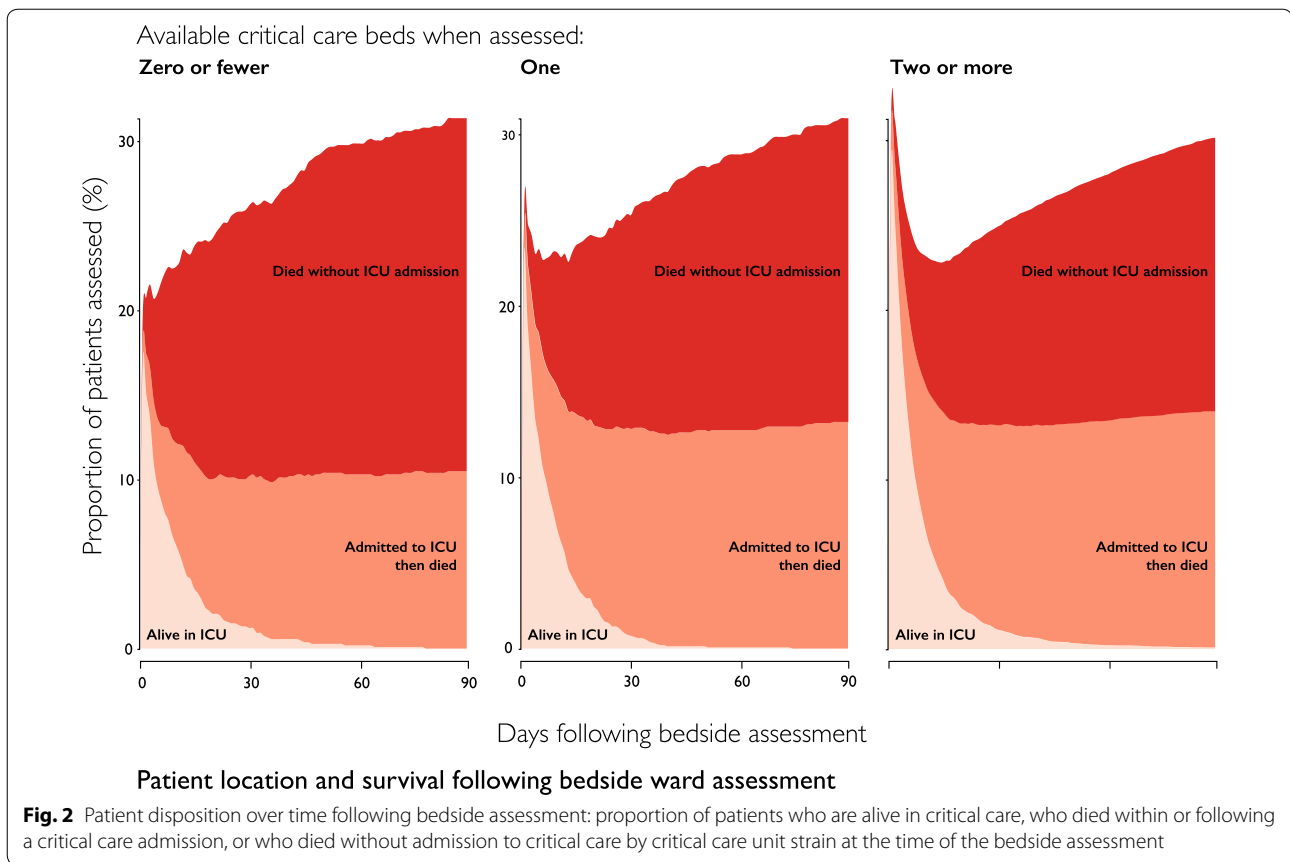 Available critical care beds when assessed:
Zero or fewer
One
Two or more
Proportion of patients assessed (%)
30
20
10
0
Died without ICU admission
Admitted to ICU
then died
Alive in ICU
0
30
60
90
30
20
10
0
Died without ICU admission
Admitted to ICU
then died
Alive in ICU
0
30
60
90
Died without ICU admission
Admitted to ICU
then died
Alive in ICU
Days following bedside assessment
Patient location and survival following bedside ward assessment
Fig. 2 Patient disposition over time following bedside assessment: proportion of patients who are alive in critical care, who died within or following
a critical care admission, or who died without admission to critical care by critical care unit strain at the time of the bedside assessment